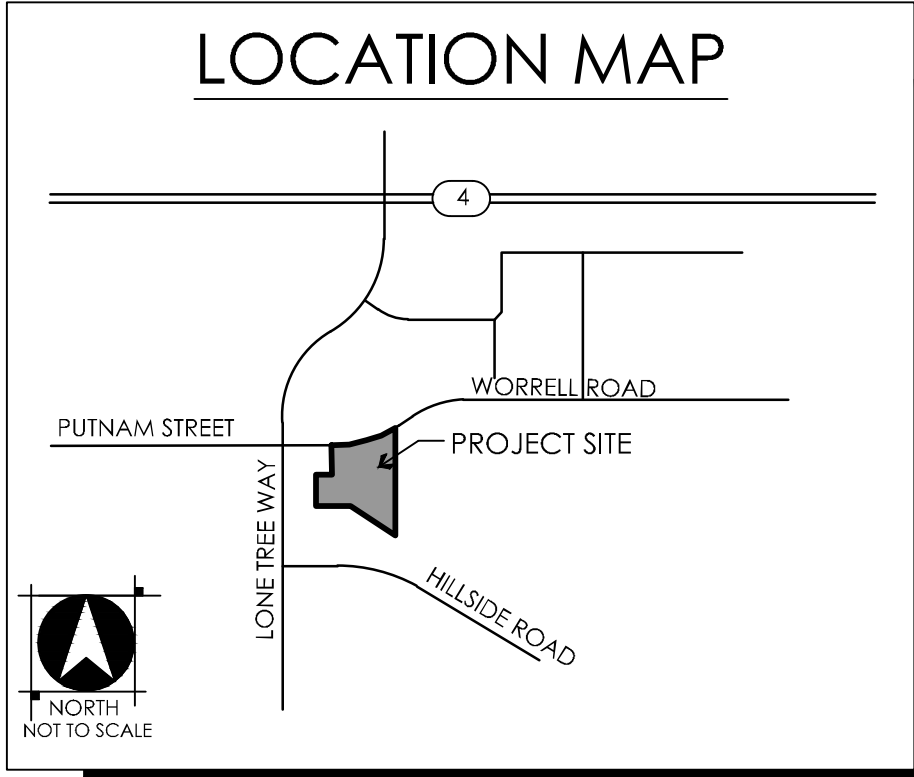 LOCATION MAP
4
WORRELL ROAD
PUTNAM STREET
PROJECT SITE
LONE TREE WAY
HILLSIDE ROAD
NORTH
NOT TO SCALE